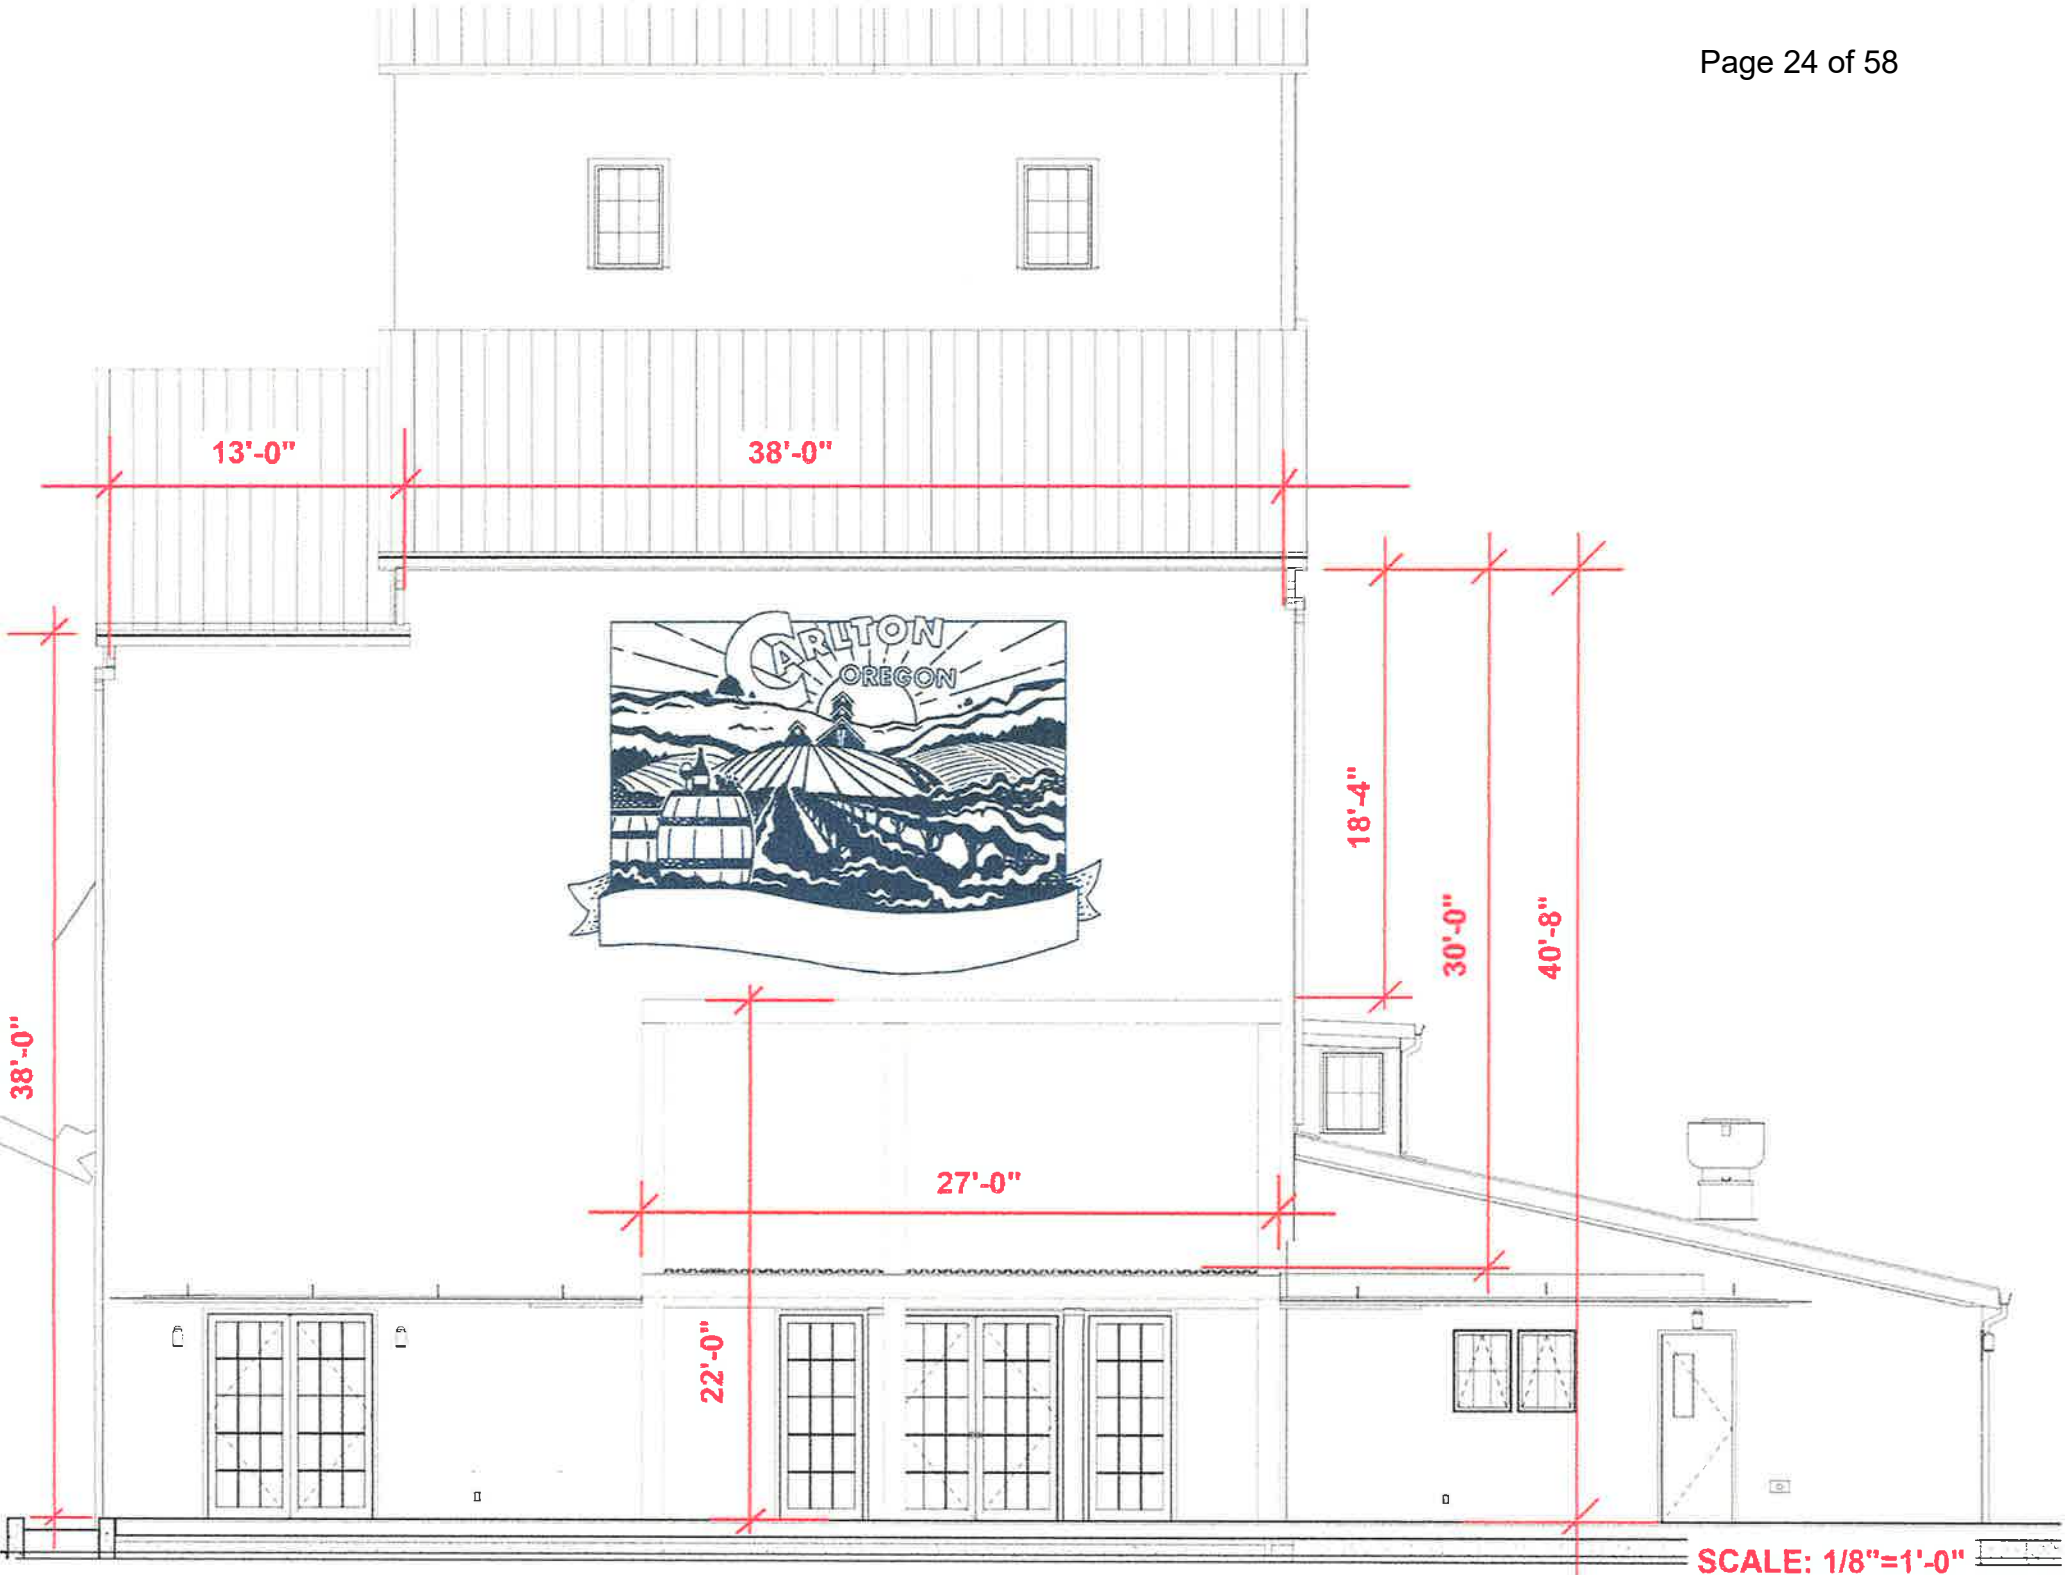 Page 24 of 58
13'-0"
38'-0"
CARLTON
OREGON
18'-4"
30'-0"
40'-8"
38'-0"
27'-0"
22'-0"
SCALE: 1/8"=1'-0"